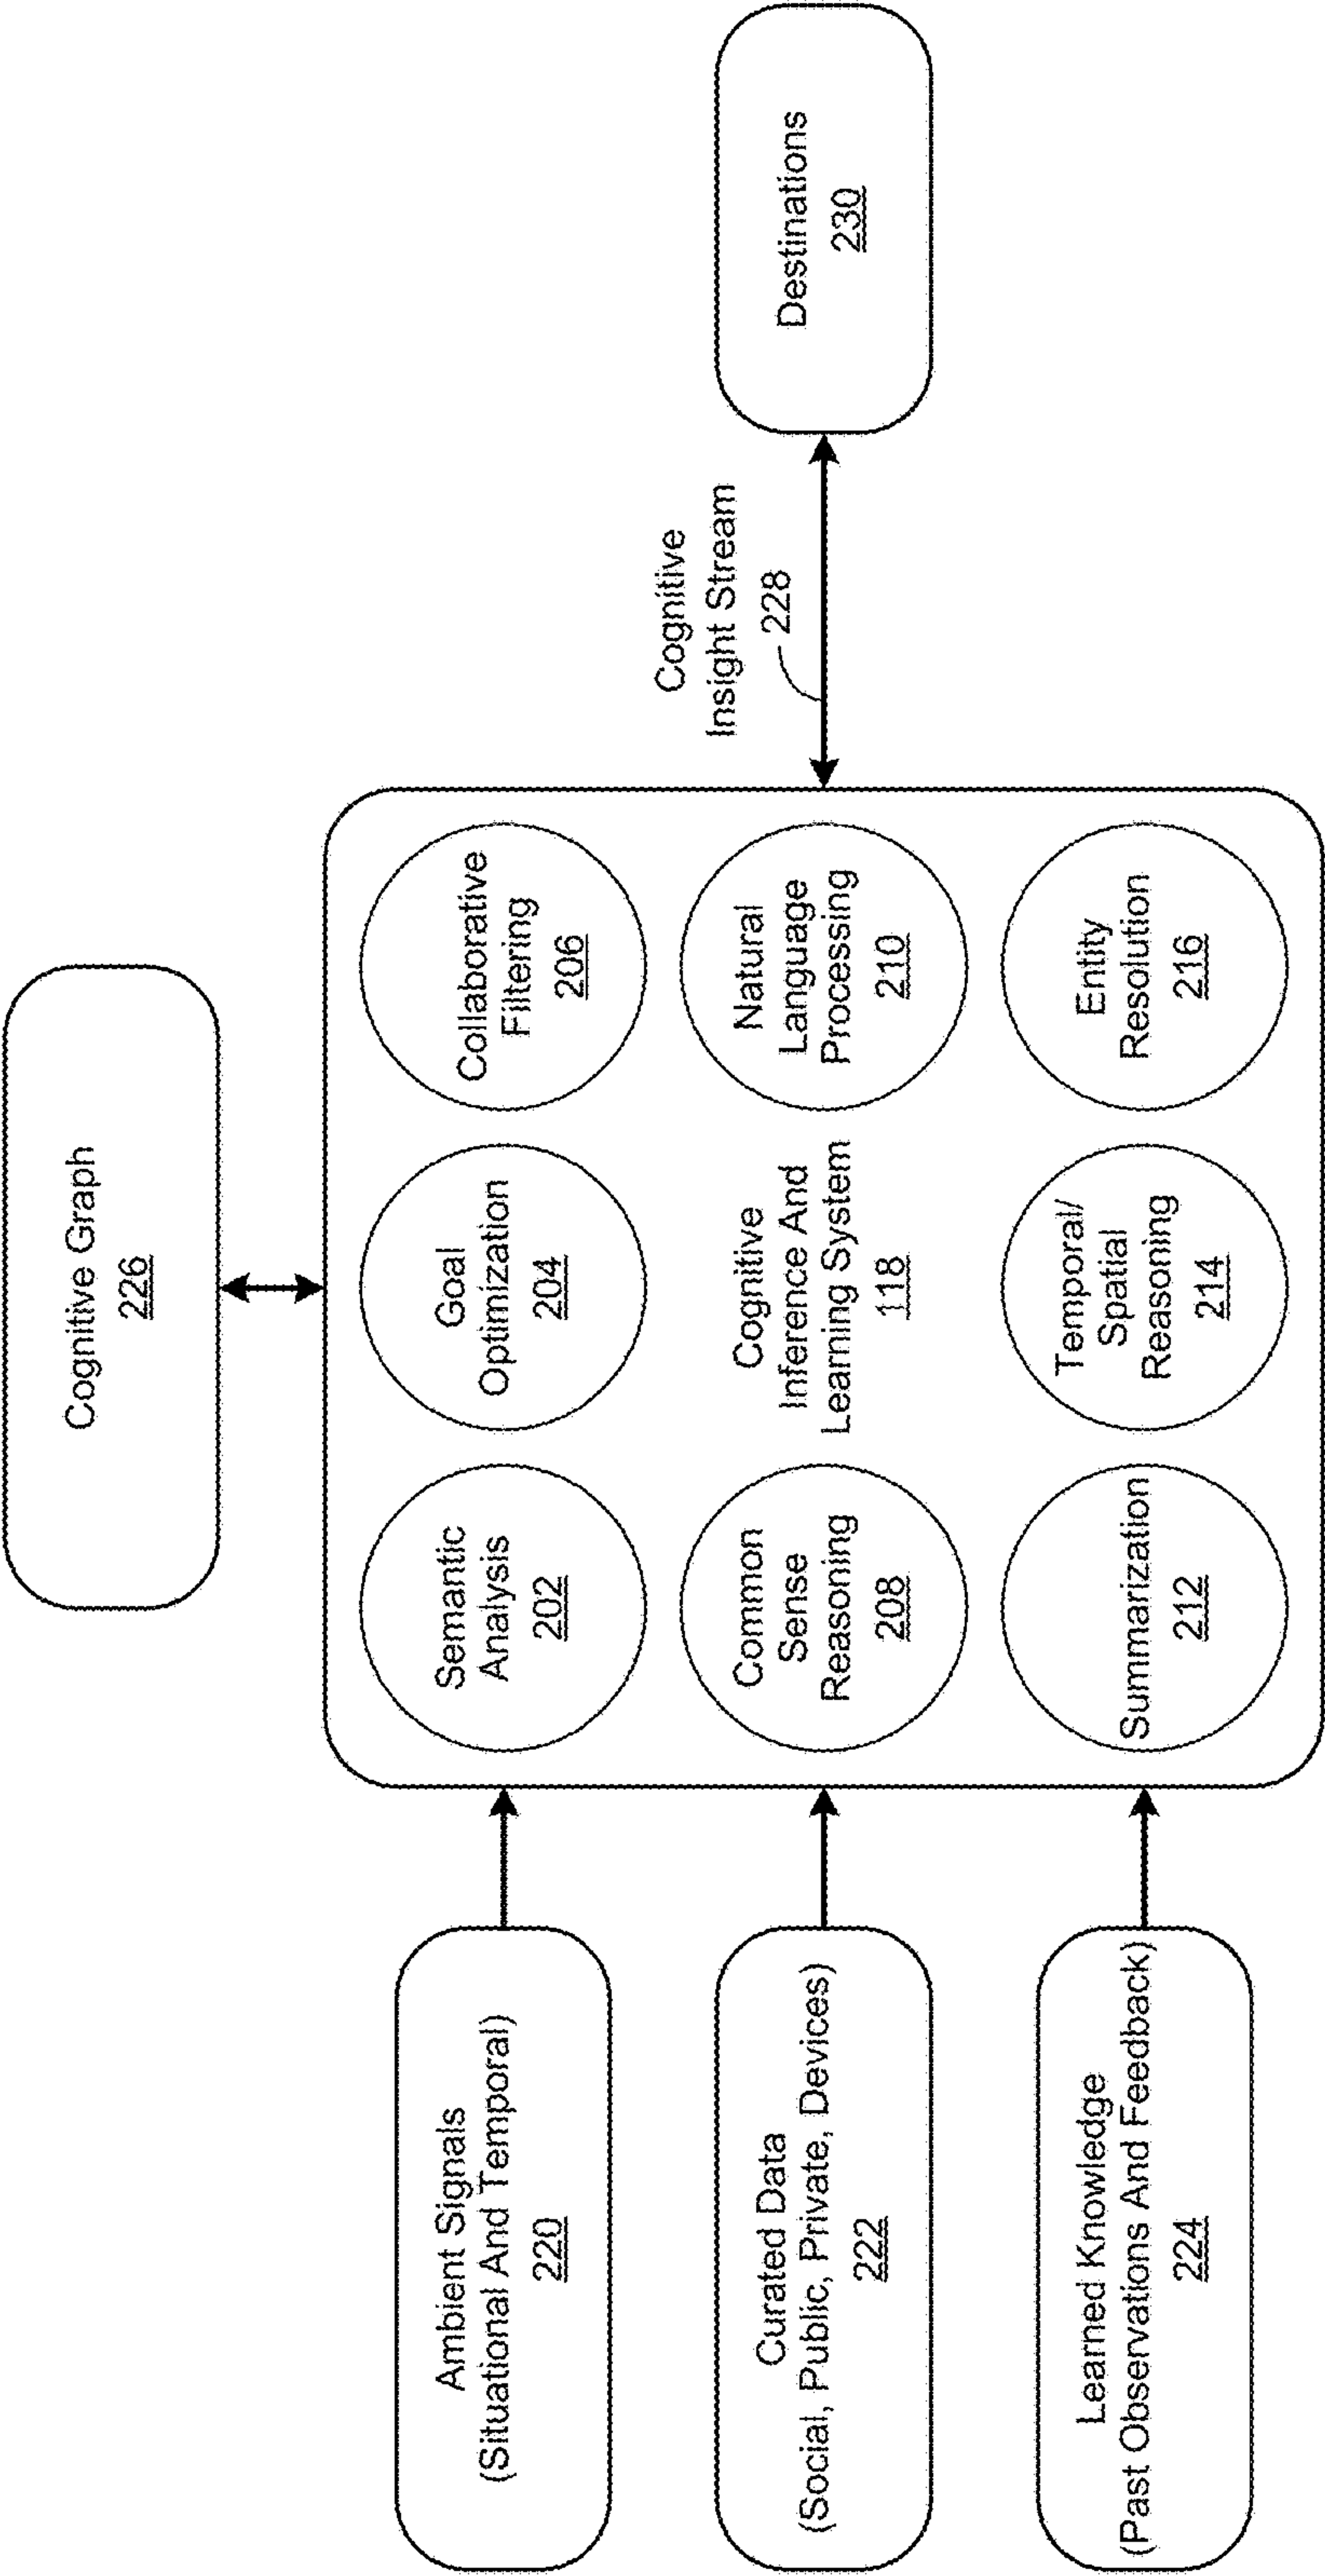 Cognitive Graph
226
Ambient Signals
(Situational And Temporal)
220
Curated Data
(Social, Public, Private, Devices)
222
Learned Knowledge
(Past Observations And Feedback)
224
Semantic
Analysis
202
Goal
Optimization
204
Collaborative
Filtering
206
Common
Sense
Reasoning
208
Cognitive
Inference And
Learning System
118
Natural
Language
Processing
210
Summarization
212
Temporal/
Spatial
Reasoning
214
Entity
Resolution
216
Cognitive
Insight Stream
228
Destinations
230